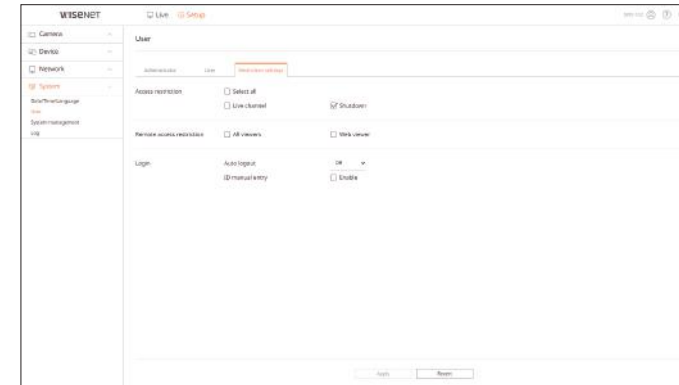 WISENET
Live Setup
Camera
Device
Network
System
Date/Time/Language
User
System management
Log
User
Administrator User Permission settings
Access restriction
Select all
Live channel
Shutdown
Remote access restriction
All viewers
Web viewer
Login
Auto logout
Off
ID manual entry
Enable
Apply
Revert